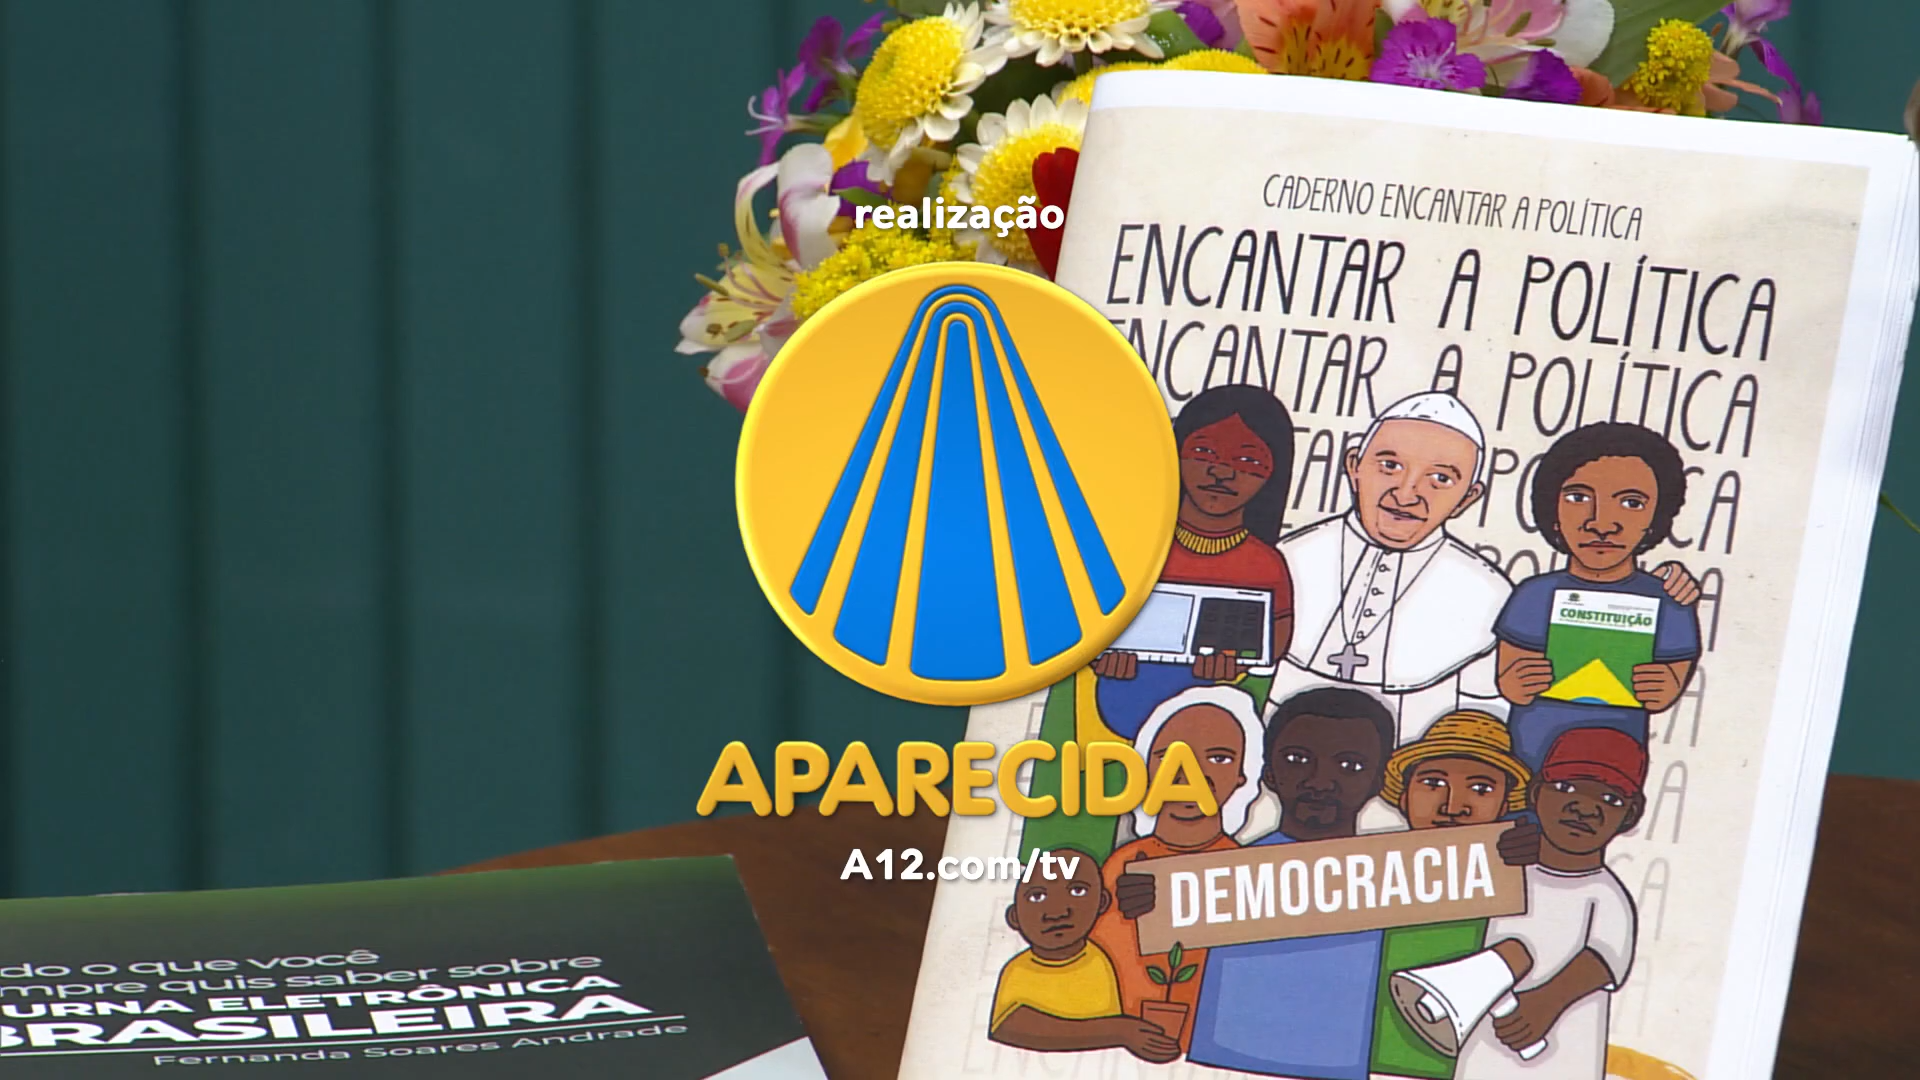 realização
APARECIDA
A12.com/tv
CADERNO ENCANTAR A POLÍTICA
ENCANTAR A POLÍTICA
ENCANTAR A POLÍTICA
CONSTITUIÇÃO
DEMOCRACIA
do o que você
mpre quis saber sobre
URNA ELETRÔNICA
BRASILEIRA
Fernanda Soares Andrade